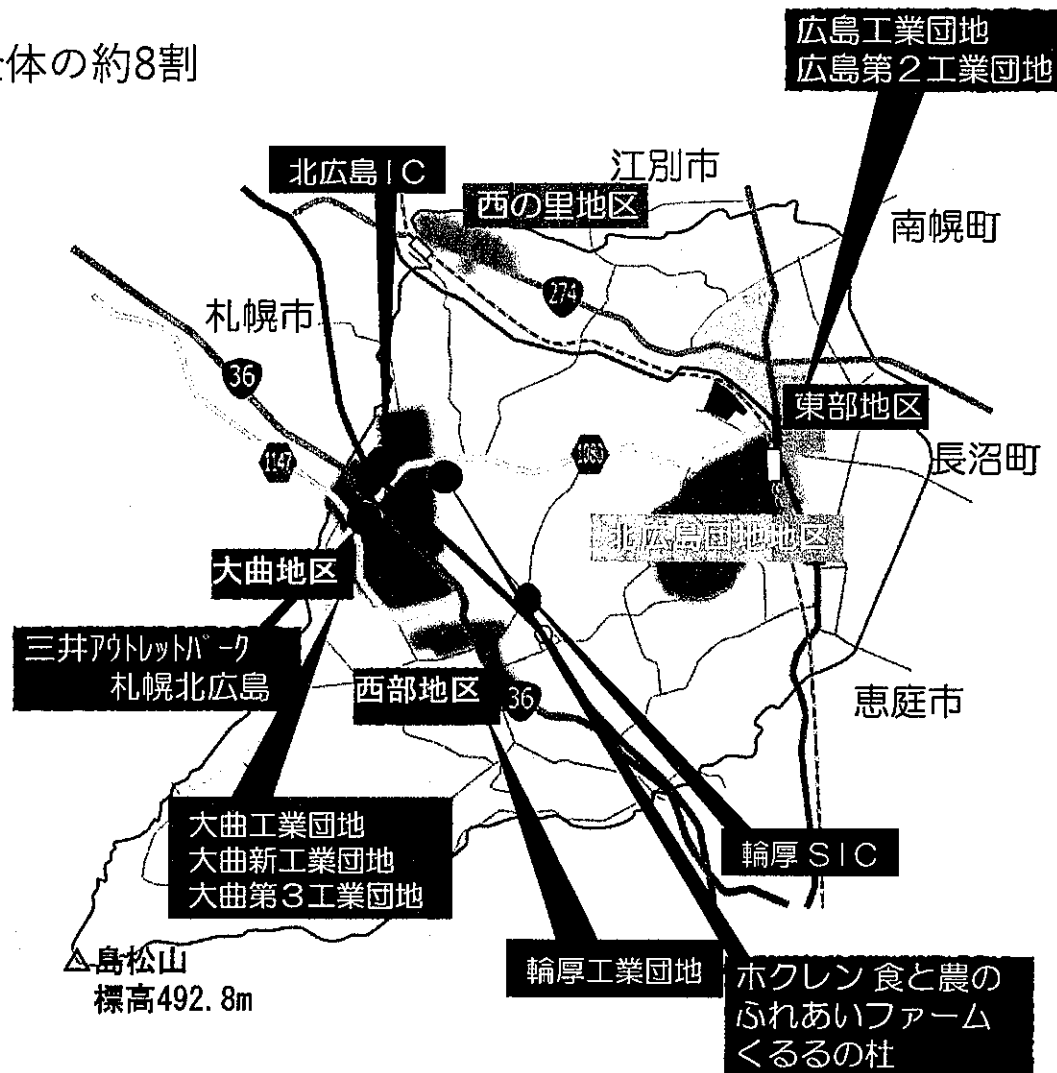 体の約8割
広島工業団地
広島第2工業団地
北広島IC
江別市
西の里地区
南幌町
274
札幌市
36
東部地区
1147
1080
長沼町
北広島団地地区
大曲地区
三井アウトレットパーク
札幌北広島
西部地区
36
恵庭市
大曲工業団地
大曲新工業団地
大曲第3工業団地
輪厚SIC
島松山
標高492.8m
輪厚工業団地
ホクレン 食と農の
ふれあいファーム
くるるの杜